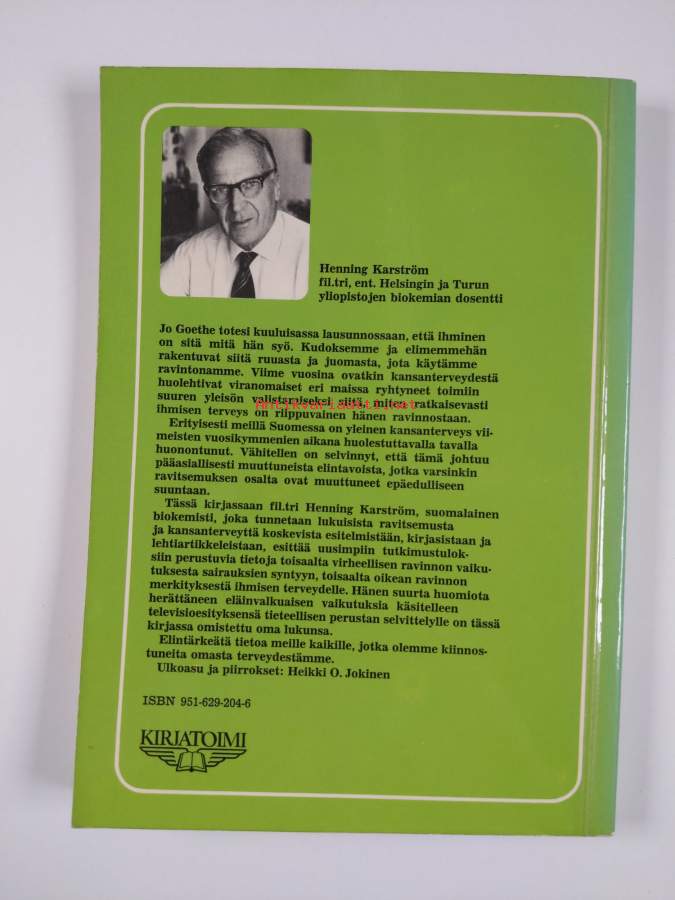 Henning Karström
fil.tri, ent. Helsingin ja Turun
yliopistojen biokemian dosentti
Jo Goethe totesi kuuluisassa lausunnossaan, että ihminen
on sitä mitä hän syö. Kudoksemme ja elimemmehän
rakentuvat siitä ruuasta ja juomasta, jota käytämme
ravintonamme. Viime vuosina ovatkin kansanterveydestä
huolehtivat viranomaiset eri maissa ryhtyneet toimiin
suuren yleisön valistamiseksi siitä, miten ratkaisevasti
antikvariaatti.net
ihmisen terveys on riippuvainen hänen ravinnostaan.
Erityisesti meillä Suomessa on yleinen kansanterveys vii-
meisten vuosikymmenien aikana huolestuttavalla tavalla
huonontunut. Vähitellen on selvinnyt, että tämä johtuu
pääasiallisesti muuttuneista elintavoista, jotka varsinkin
ravitsemuksen osalta ovat muuttuneet epäedulliseen
suuntaan.
Tässä kirjassaan fil.tri Henning Karström, suomalainen
biokemisti, joka tunnetaan lukuisista ravitsemusta
ja kansanterveyttä koskevista esitelmistään, kirjasistaan ja
lehtiartikkeleistaan, esittää uusimpiin tutkimustulok-
siin perustuvia tietoja toisaalta virheellisen ravinnon vaiku-
tuksesta sairauksien syntyyn, toisaalta oikean ravinnon
merkityksestä ihmisen terveydelle. Hänen suurta huomiota
herättäneen eläinvalkuaisen vaikutuksia käsitelleen
televisioesityksensä tieteellisen perustan selvittelylle on tässä
kirjassa omistettu oma lukunsa.
Elintärkeätä tietoa meille kaikille, jotka olemme kiinnos-
tuneita omasta terveydestämme.
Ulkoasu ja piirrokset: Heikki O. Jokinen
ISBN 951-629-204-6
KIRJATOIMI